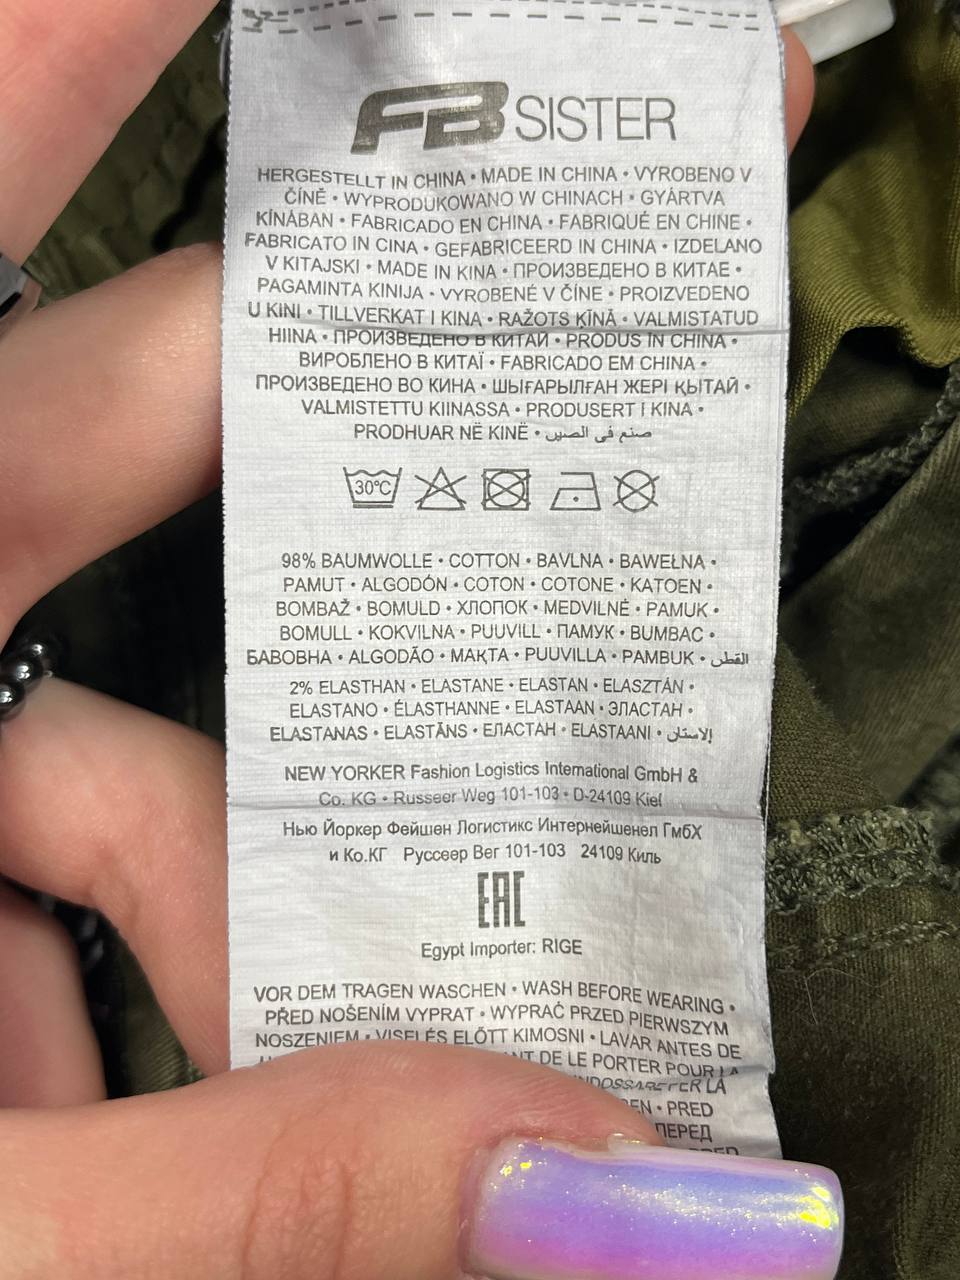 FB SISTER
HERGESTELLT IN CHINA • MADE IN CHINA • VYROBENO V
ČÍNĚ • WYPRODUKOWANO W CHINACH • GYÁRTVA
KÍNÁBAN • FABRICADO EN CHINA • FABRIQUÉ EN CHINE •
FABRICATO IN CINA • GEFABRICEERD IN CHINA • IZDELANO
V KITAJSKI • MADE IN KINA • ПРОИЗВЕДЕНО В КИТАЕ •
PAGAMINTA KINIJA • VYROBENÉ V ČÍNE • PROIZVEDENO
U KINI • TILLVERKAT I KINA • RAŽOTS ĶĪNĀ • VALMISTATUD
HIINA • ПРОИЗВЕДЕНО В КИТАЙ • PRODUS ÎN CHINA •
ВИРОБЛЕНО В КИТАЇ • FABRICADO EM CHINA •
ПРОИЗВЕДЕНО ВО КИНА • ШЫҒАРЫЛҒАН ЖЕРІ ҚЫТАЙ •
VALMISTETTU KIINASSA • PRODUSERT I KINA •
PRODHUAR NË KINË • صنع في الصين
30°C
98% BAUMWOLLE • COTTON • BAVLNA • BAWEŁNA •
PAMUT • ALGODÓN • COTON • COTONE • KATOEN •
BOMBAŽ • BOMULD • ХЛОПОК • MEDVILNĖ • PAMUK •
BOMULL • KOKVILNA • PUUVILL • ПАМУК • BUMBAC •
БАВОВНА • ALGODÃO • МАҚТА • PUUVILLA • PAMBUK • القطن
2% ELASTHAN • ELASTANE • ELASTAN • ELASZTÁN •
ELASTANO • ÉLASTHANNE • ELASTAAN • ЭЛАСТАН •
ELASTANAS • ELASTĀNS • ЕЛАСТАН • ELASTAANI • إلاستان
NEW YORKER Fashion Logistics International GmbH &
Co. KG • Russeer Weg 101-103 • D-24109 Kiel
Нью Йоркер Фейшен Логистикс Интернейшенел ГмбХ
и Ко.КГ Руссеер Вег 101-103 24109 Киль
EAC
Egypt Importer: RIGE
VOR DEM TRAGEN WASCHEN • WASH BEFORE WEARING •
PŘED NOŠENÍM VYPRAT • WYPRAĆ PRZED PIERWSZYM
NOSZENIEM • VISELÉS ELŐTT KIMOSNI • LAVAR ANTES DE
DE LE PORTER POUR LA
LA
• PRED
ПЕРЕД